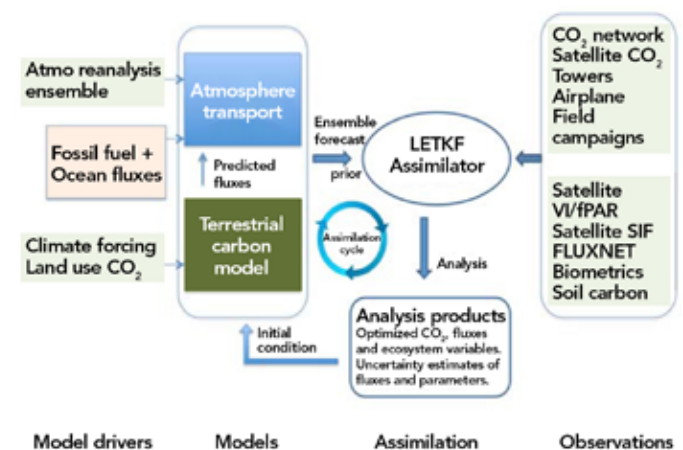 Atmo reanalysis
ensemble
Fossil fuel +
Ocean fluxes
Climate forcing
Land use CO₂
Atmosphere
transport
Predicted
fluxes
Terrestrial
carbon
model
Ensemble
forecast
prior
LETKF
Assimilator
Assimilation
cycle
Analysis
Analysis products
Optimized CO₂, fluxes
and ecosystem variables.
Uncertainty estimates of
fluxes and parameters.
Initial
condition
CO₂ network
Satellite CO₂
Towers
Airplane
Field
campaigns
Satellite
VI/fPAR
Satellite SIF
FLUXNET
Biometrics
Soil carbon
Model drivers
Models
Assimilation
Observations